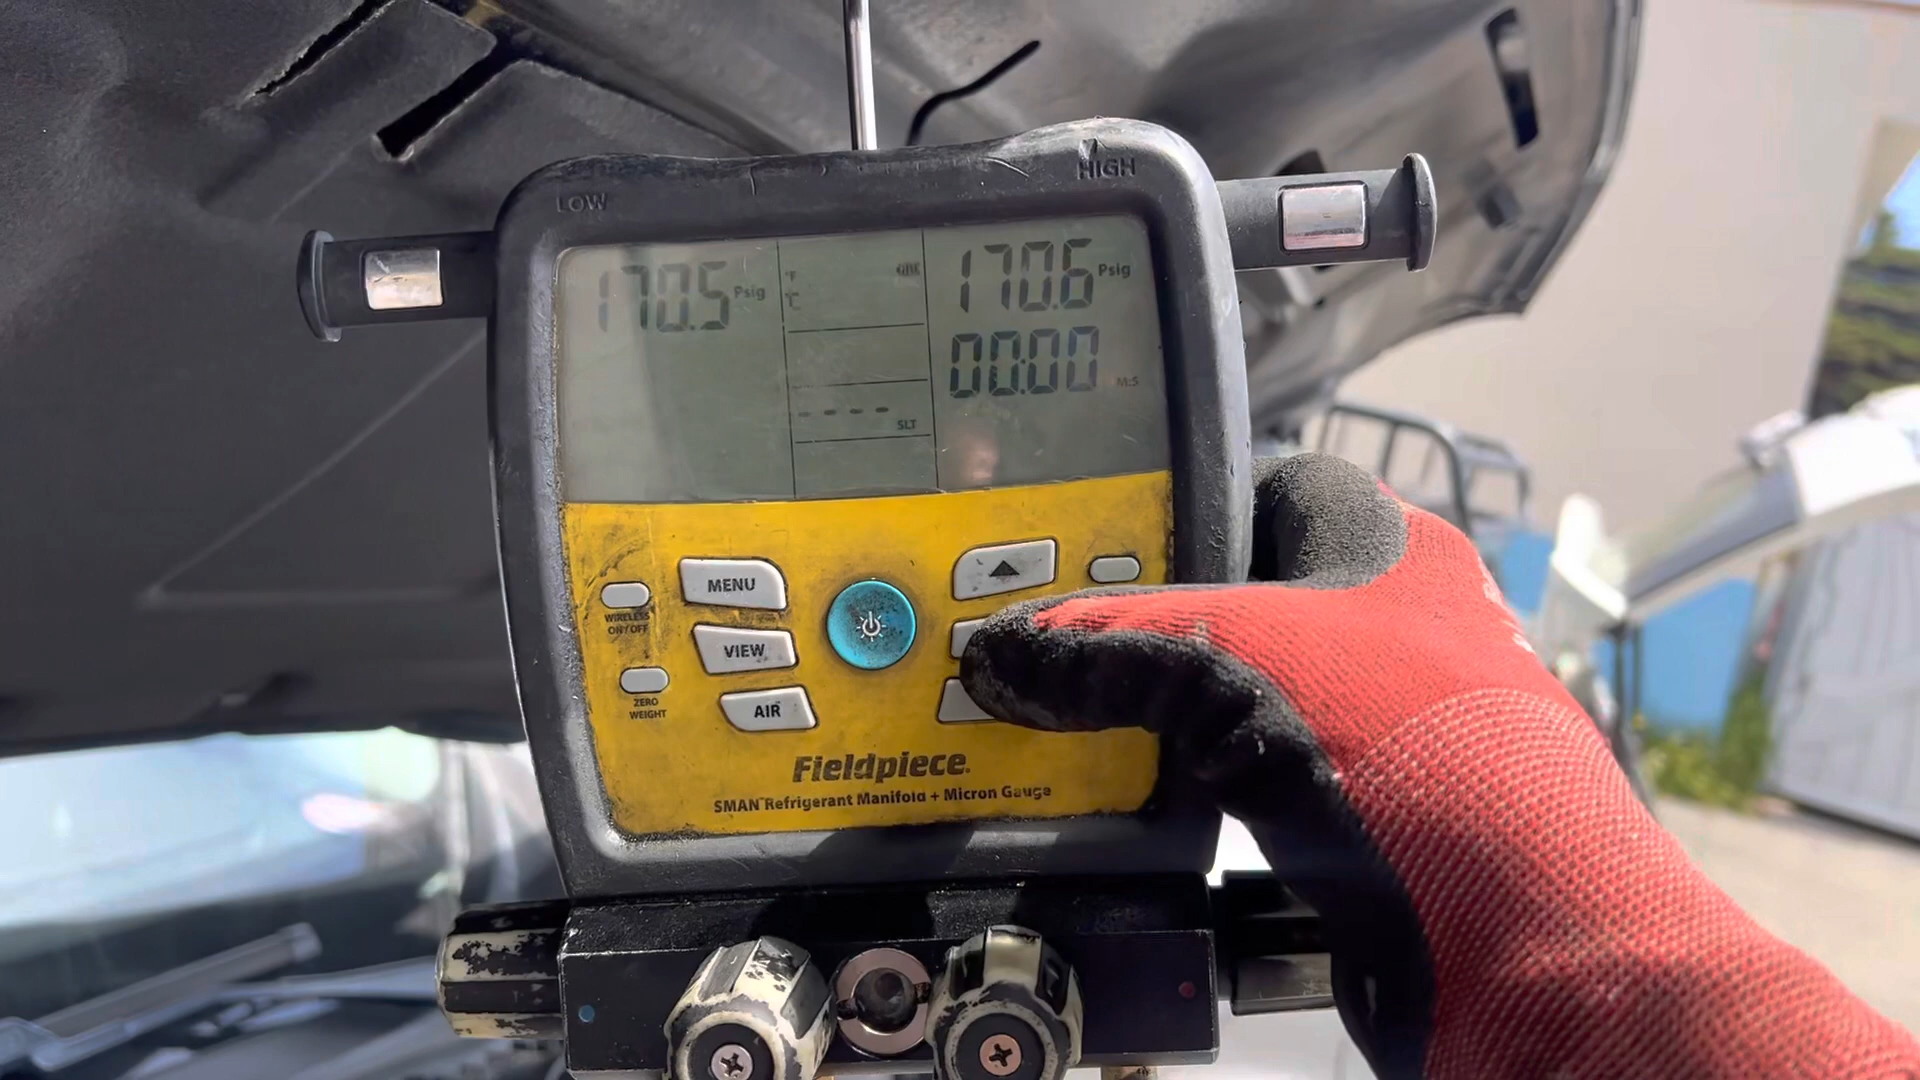 LOW
HIGH
170.5 Psig
°F
°C
170.6 Psig
00:00 M:S
----
SLT
MENU
WIRELESS
ON/OFF
VIEW
ZERO
WEIGHT
AIR
Fieldpiece
SMAN Refrigerant Manifold + Micron Gauge